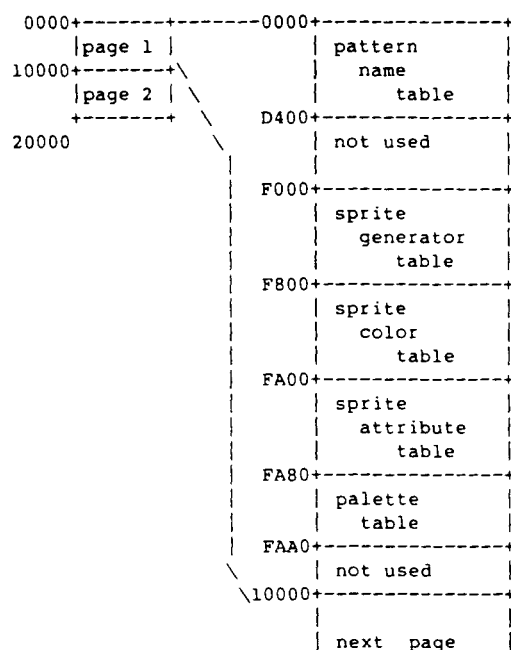 0000+---------+---------0000+-------------------+
|page 1 | | pattern |
10000+---------+ | name |
|page 2 | | table |
+---------+ D400+-------------------+
20000 | not used |
F000+-------------------+
| sprite |
| generator |
| table |
F800+-------------------+
| sprite |
| color |
| table |
FA00+-------------------+
| sprite |
| attribute |
| table |
FA80+-------------------+
| palette |
| table |
FAA0+-------------------+
| not used |
10000+-------------------+
| next page |